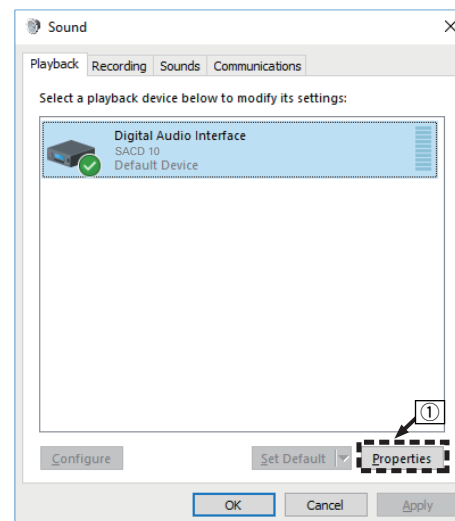 Sound
Playback Recording Sounds Communications
Select a playback device below to modify its settings:
Digital Audio Interface
SACD 10
Default Device
①
Configure Set Default Properties
OK Cancel Apply